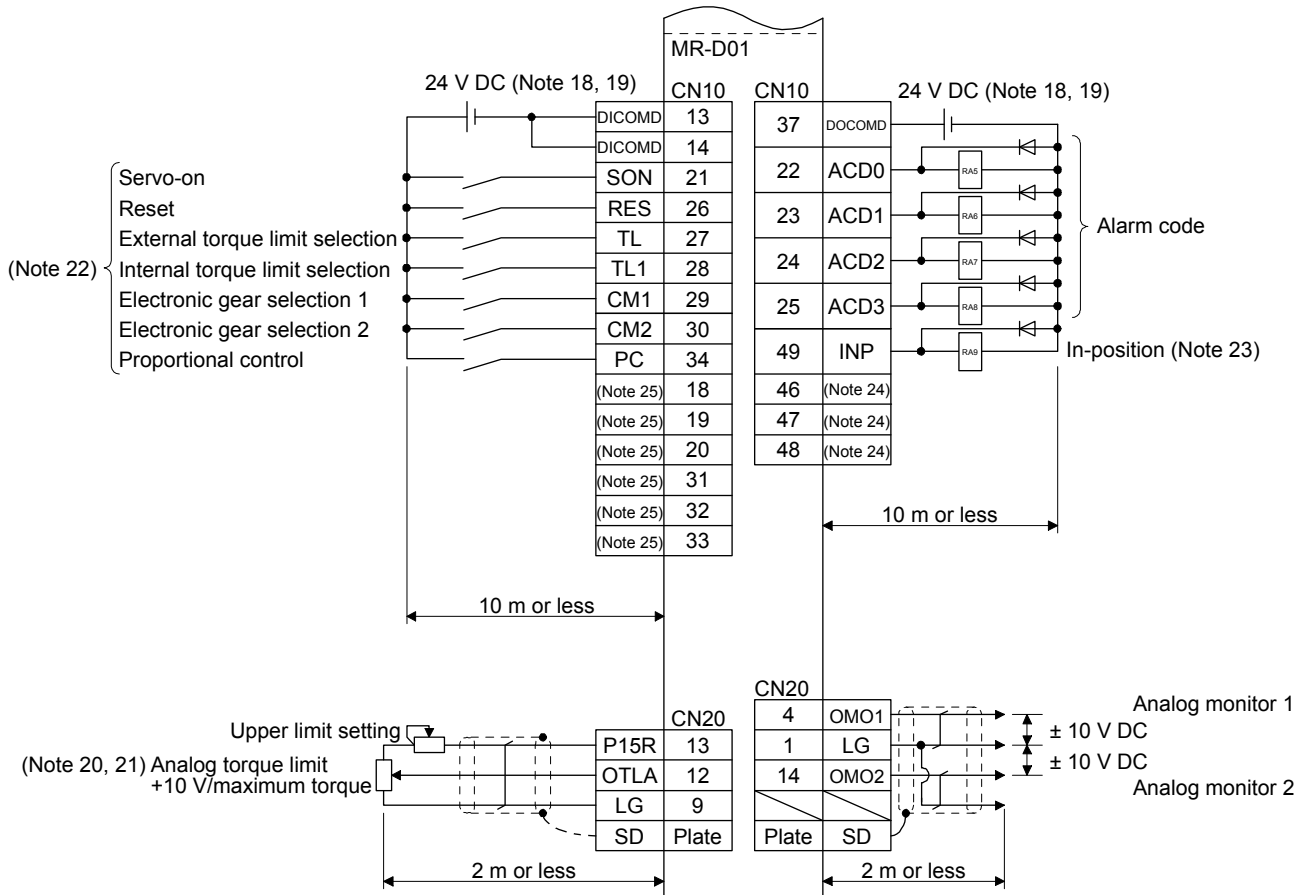 MR-D01
24 V DC (Note 18, 19)
CN10
DICOMD 13
DICOMD 14
Servo-on SON 21
Reset RES 26
External torque limit selection TL 27
(Note 22) Internal torque limit selection TL1 28
Electronic gear selection 1 CM1 29
Electronic gear selection 2 CM2 30
Proportional control PC 34
(Note 25) 18
(Note 25) 19
(Note 25) 20
(Note 25) 31
(Note 25) 32
(Note 25) 33
10 m or less
CN10
24 V DC (Note 18, 19)
37 DOCOMD
22 ACD0 RA5
23 ACD1 RA6
24 ACD2 RA7
25 ACD3 RA8
Alarm code
49 INP RA9 In-position (Note 23)
46 (Note 24)
47 (Note 24)
48 (Note 24)
10 m or less
CN20
Upper limit setting
P15R 13
(Note 20, 21) Analog torque limit
+10 V/maximum torque
OTLA 12
LG 9
SD Plate
2 m or less
CN20
4 OMO1 Analog monitor 1
± 10 V DC
1 LG
± 10 V DC
14 OMO2 Analog monitor 2
Plate SD
2 m or less